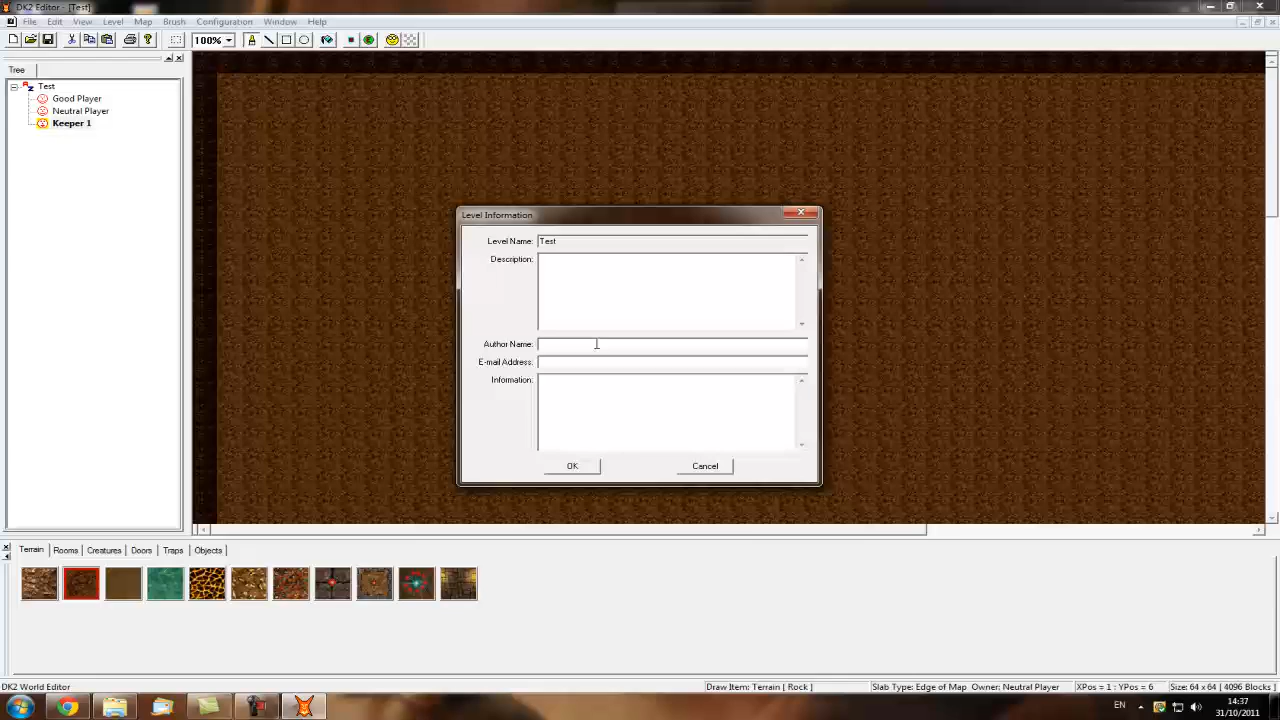 DK2 Editor - [Test]
File Edit View Level Map Brush Configuration Window Help
100%
Tree
Test
Good Player
Neutral Player
Keeper 1
Level Information
Level Name: Test
Description:
Author Name:
E-mail Address:
Information:
OK Cancel
Terrain Rooms Creatures Doors Traps Objects
DK2 World Editor
Draw Item: Terrain [ Rock ]
Slab Type: Edge of Map Owner: Neutral Player
XPos = 1 : YPos = 6
Size: 64 x 64 [ 4096 Blocks ]
EN
14:37
31/10/2011